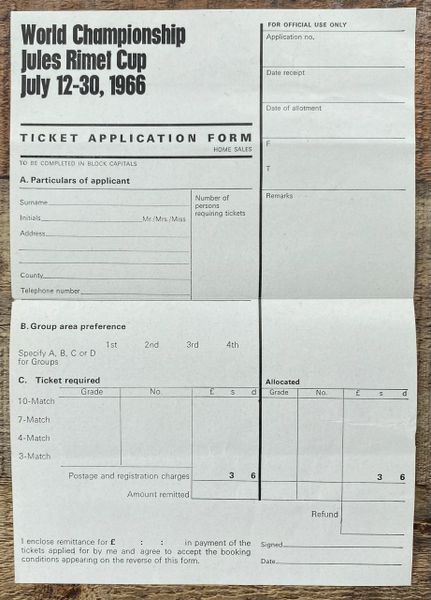 World Championship
Jules Rimet Cup
July 12-30, 1966
TICKET APPLICATION FORM
HOME SALES
TO BE COMPLETED IN BLOCK CAPITALS
A. Particulars of applicant
Surname
Initials Mr./Mrs./Miss
Address
County
Telephone number
Number of
persons
requiring tickets
FOR OFFICIAL USE ONLY
Application no.
Date receipt
Date of allotment
F
T
Remarks
B. Group area preference
1st 2nd 3rd 4th
Specify A, B, C or D
for Groups
C. Ticket required
Grade No. £ s d
10-Match
7-Match
4-Match
3-Match
Postage and registration charges 3 6
Amount remitted
Allocated
Grade No. £ s d
3 6
Refund
I enclose remittance for £ : : in payment of the
tickets applied for by me and agree to accept the booking
conditions appearing on the reverse of this form.
Signed
Date